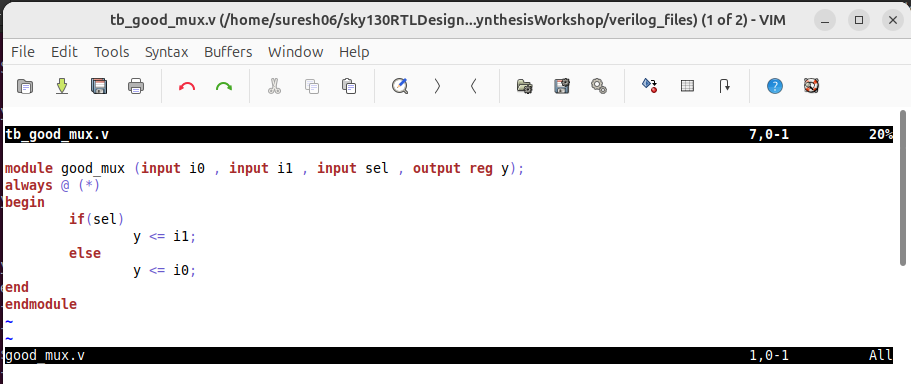 tb_good_mux.v (/home/suresh06/sky130RTLDesign...ynthesisWorkshop/verilog_files) (1 of 2) - VIM
File Edit Tools Syntax Buffers Window Help
tb_good_mux.v 7,0-1 20%
module good_mux (input i0 , input i1 , input sel , output reg y);
always @ (*)
begin
        if(sel)
                y <= i1;
        else
                y <= i0;
end
endmodule
~
~
good_mux.v 1,0-1 All